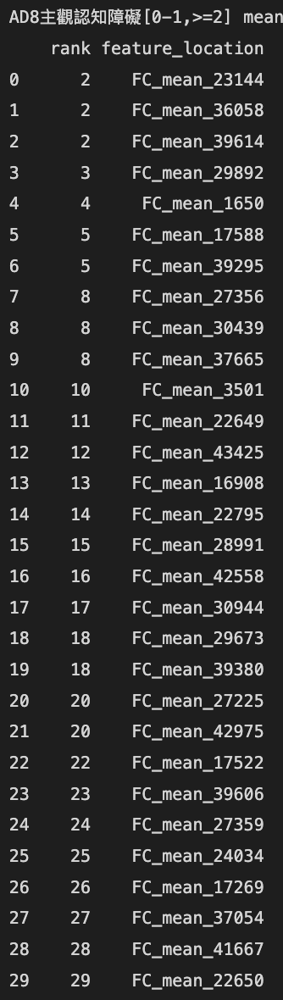 AD8主觀認知障礙[0-1,>=2] mean
rank feature_location
0 2 FC_mean_23144
1 2 FC_mean_36058
2 2 FC_mean_39614
3 3 FC_mean_29892
4 4 FC_mean_1650
5 5 FC_mean_17588
6 5 FC_mean_39295
7 8 FC_mean_27356
8 8 FC_mean_30439
9 8 FC_mean_37665
10 10 FC_mean_3501
11 11 FC_mean_22649
12 12 FC_mean_43425
13 13 FC_mean_16908
14 14 FC_mean_22795
15 15 FC_mean_28991
16 16 FC_mean_42558
17 17 FC_mean_30944
18 18 FC_mean_29673
19 18 FC_mean_39380
20 20 FC_mean_27225
21 20 FC_mean_42975
22 22 FC_mean_17522
23 23 FC_mean_39606
24 24 FC_mean_27359
25 25 FC_mean_24034
26 26 FC_mean_17269
27 27 FC_mean_37054
28 28 FC_mean_41667
29 29 FC_mean_22650